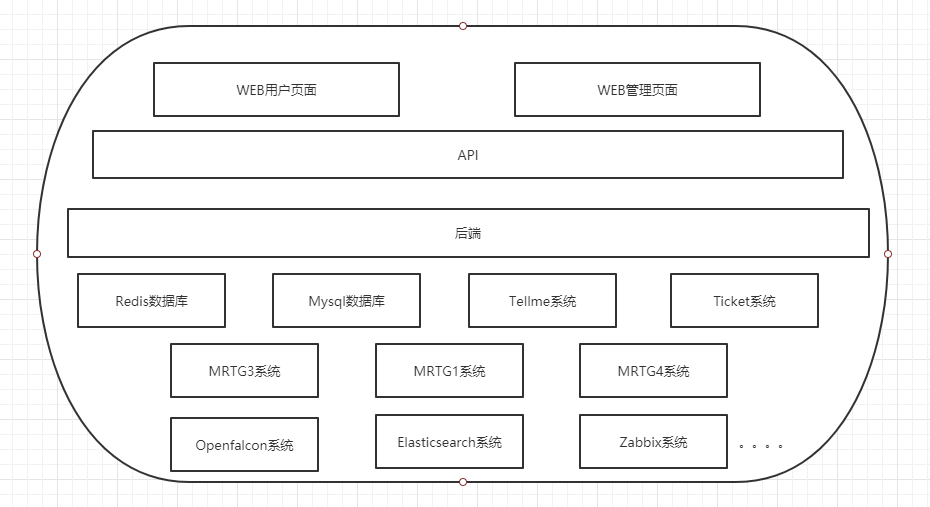 WEB用户页面
WEB管理页面
API
后端
Redis数据库
Mysql数据库
Tellme系统
Ticket系统
MRTG3系统
MRTG1系统
MRTG4系统
Openfalcon系统
Elasticsearch系统
Zabbix系统
。。。。